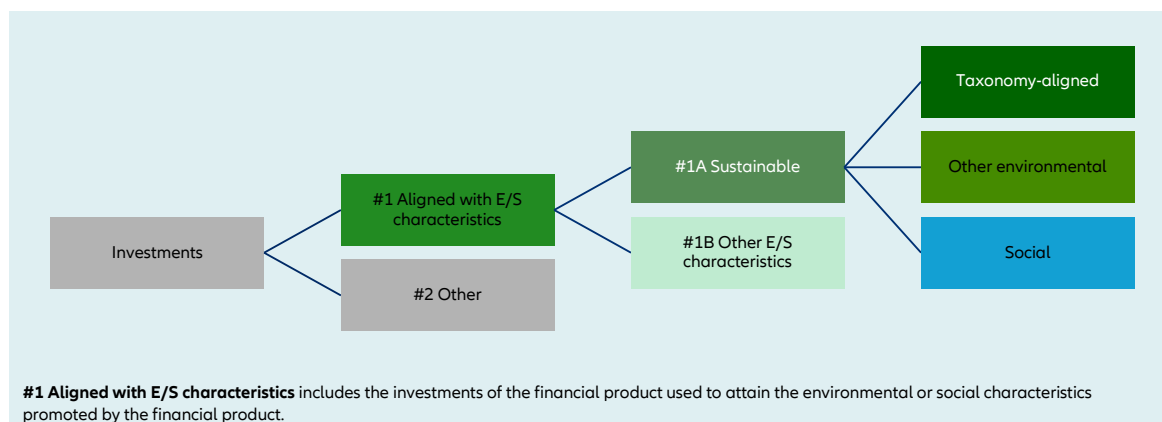 Taxonomy-aligned
#1A Sustainable
Other environmental
#1 Aligned with E/S
characteristics
#1B Other E/S
characteristics
Investments
Social
#2 Other
#1 Aligned with E/S characteristics includes the investments of the financial product used to attain the environmental or social characteristics
promoted by the financial product.